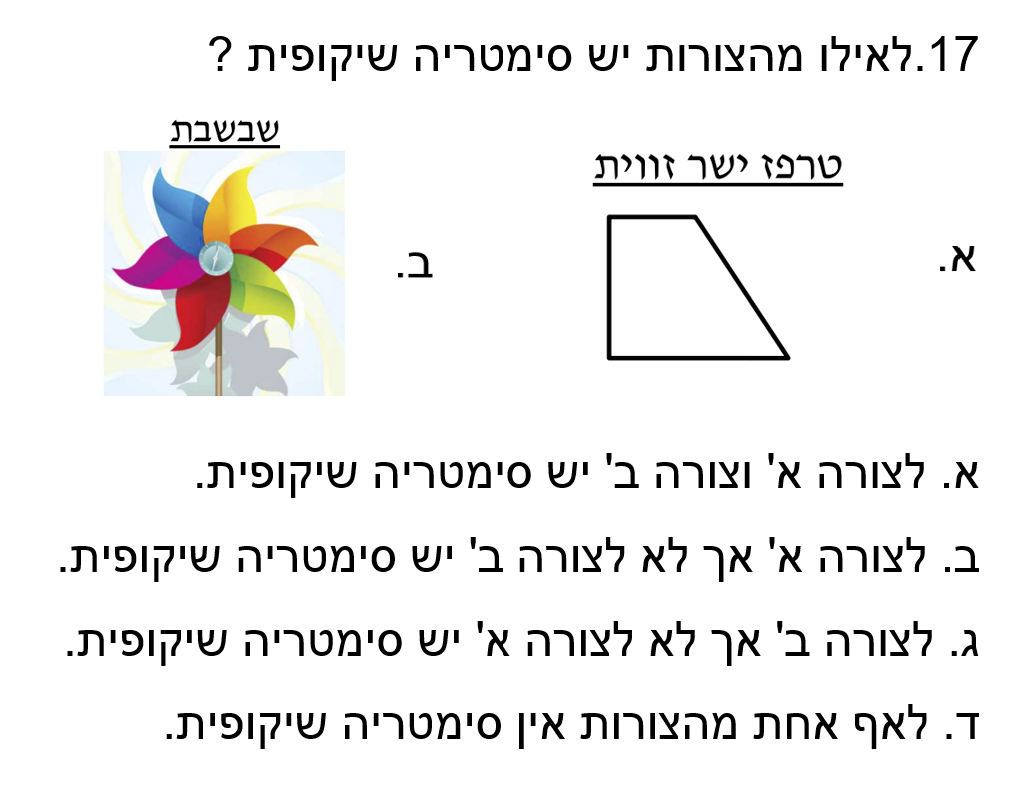 17.לאילו מהצורות יש סימטריה שיקופית ?
טרפז ישר זווית
א.
שבשבת
ב.
א. לצורה א' וצורה ב' יש סימטריה שיקופית.
ב. לצורה א' אך לא לצורה ב' יש סימטריה שיקופית.
ג. לצורה ב' אך לא לצורה א' יש סימטריה שיקופית.
ד. לאף אחת מהצורות אין סימטריה שיקופית.